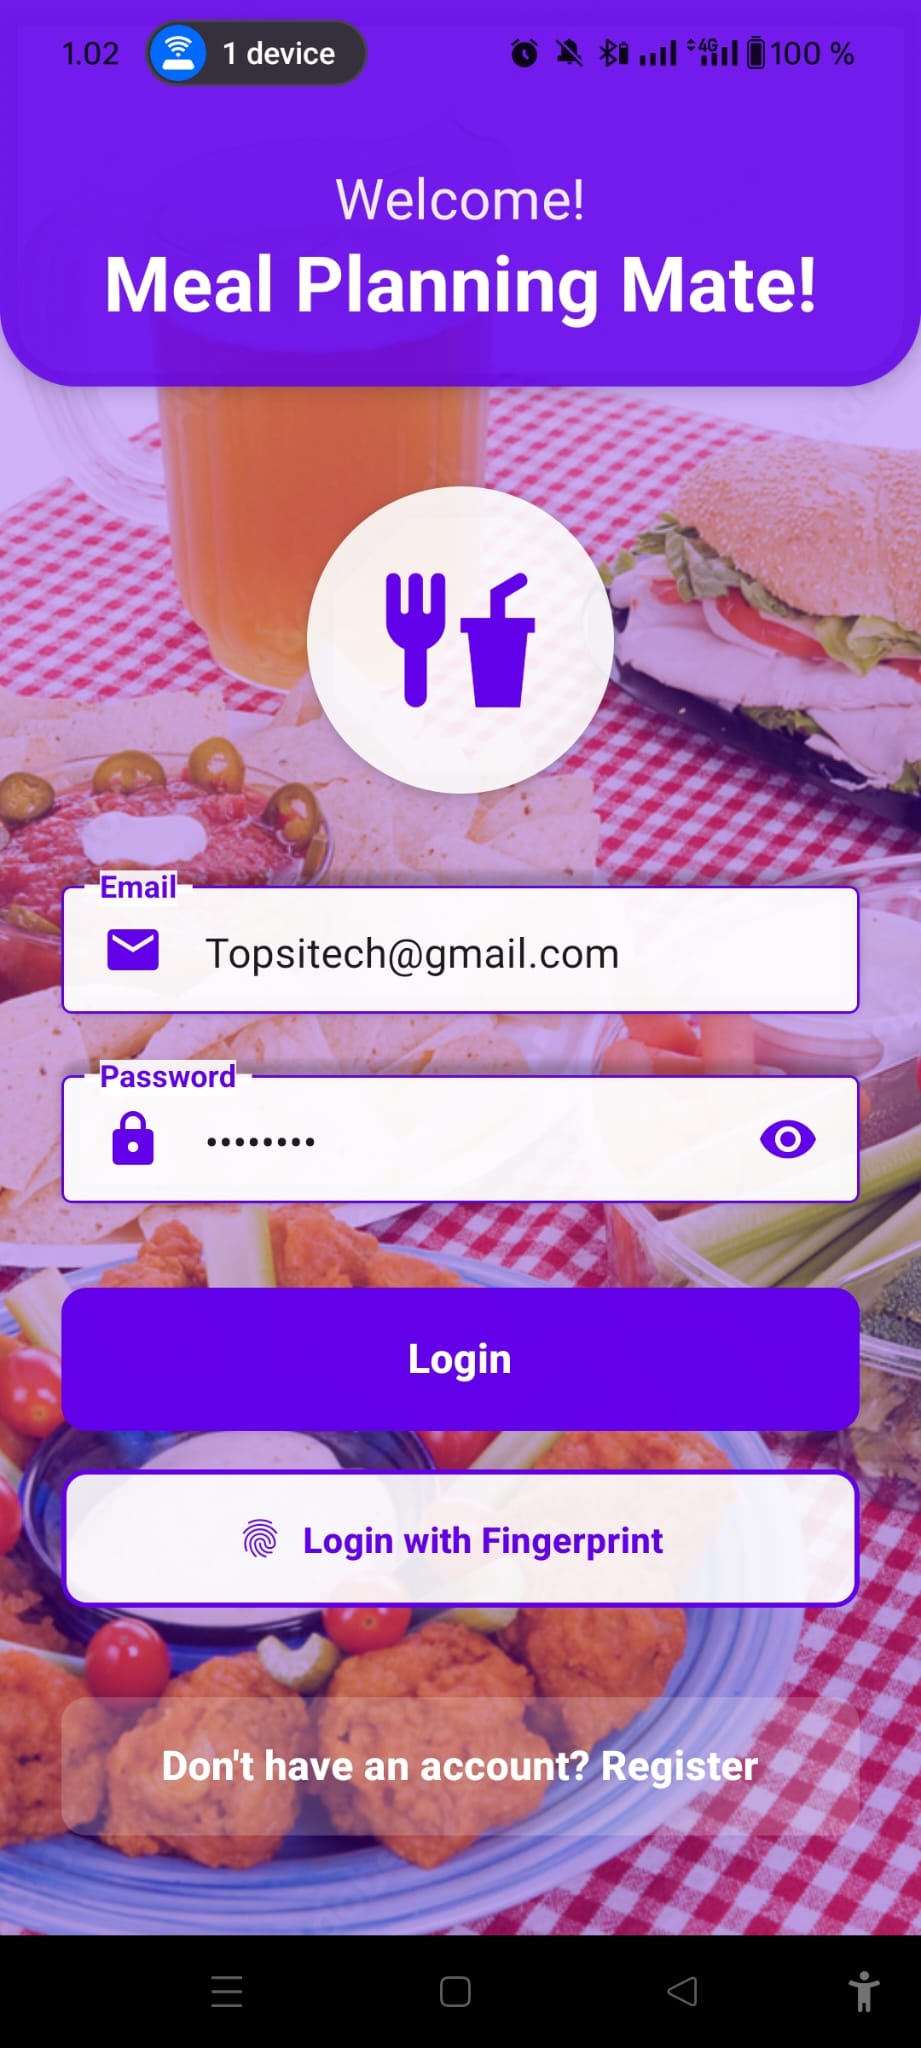 1.02
1 device
4G
100 %
Welcome!
Meal Planning Mate!
Email
Topsitech@gmail.com
Password
••••••••
Login
Login with Fingerprint
Don't have an account? Register